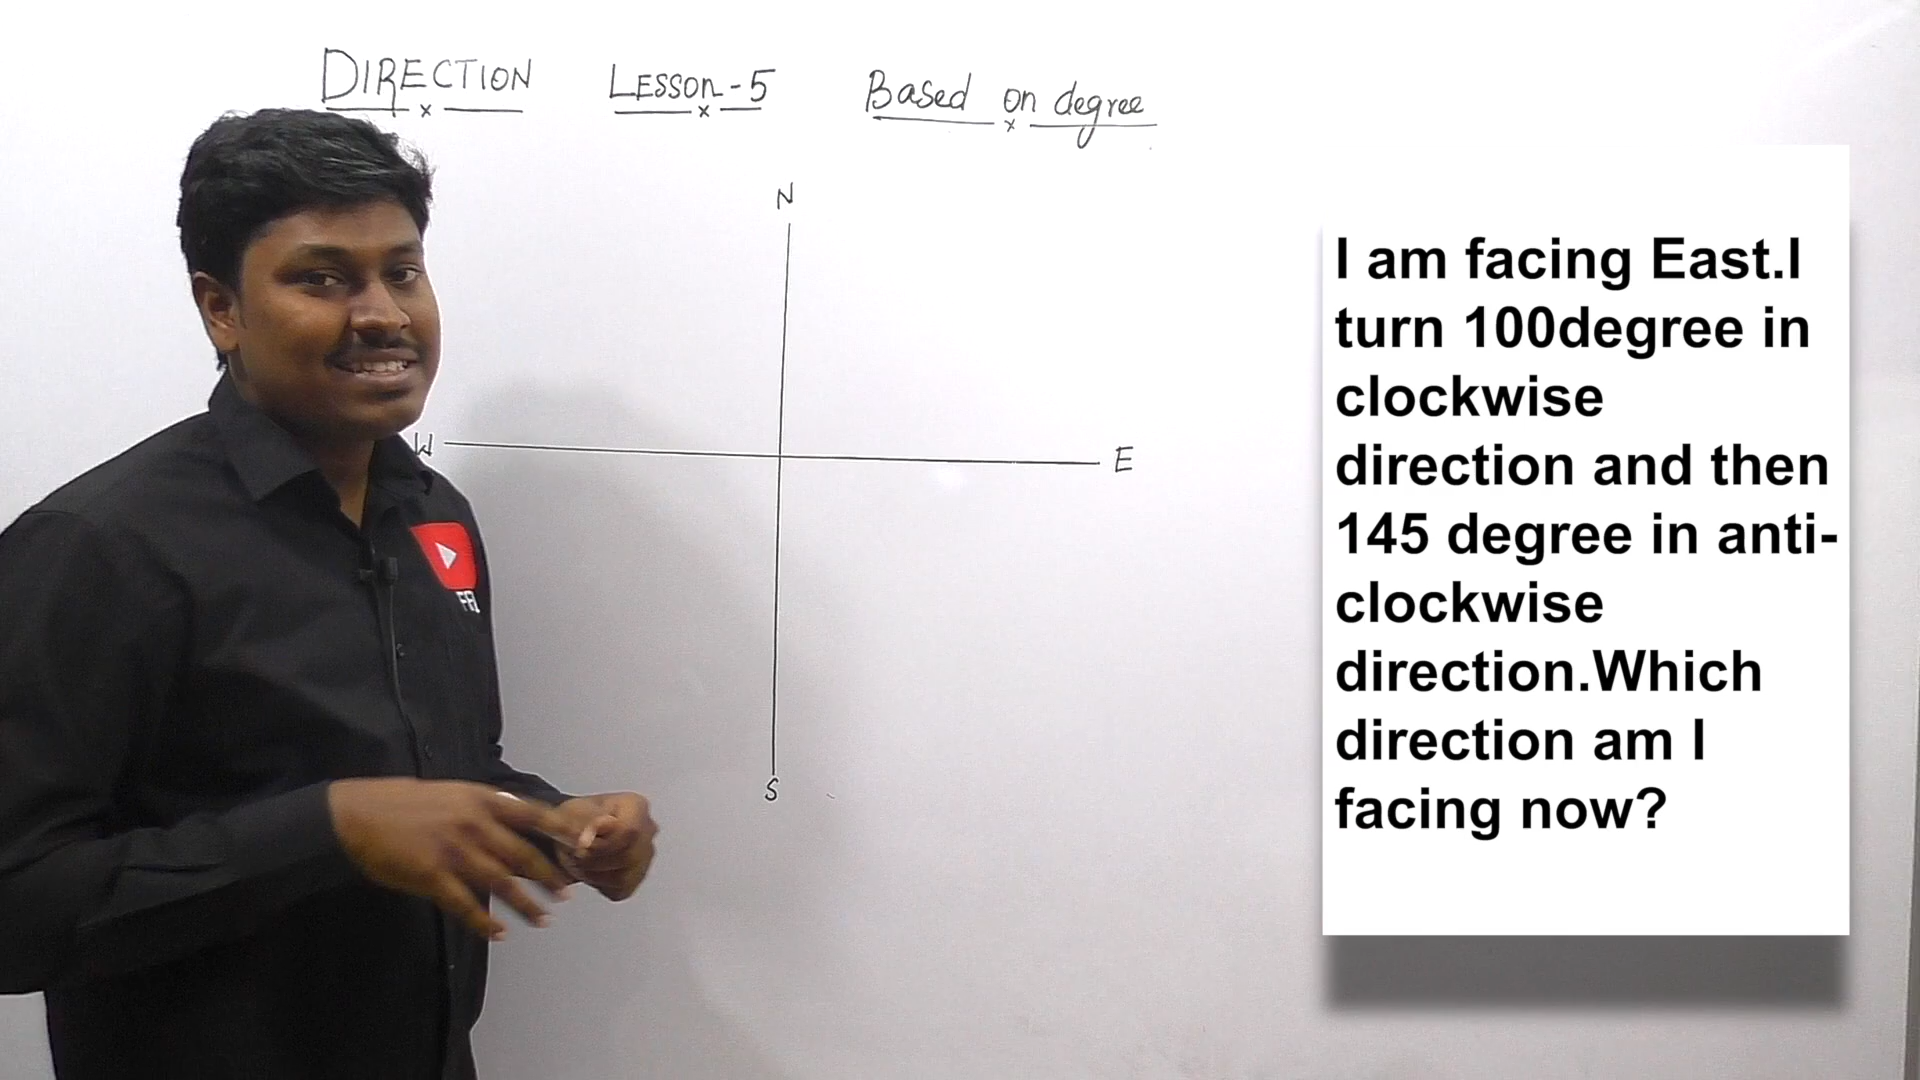 DIRECTION LESSON-5 Based on degree
N
W
E
S
I am facing East.I
turn 100degree in
clockwise
direction and then
145 degree in anti-
clockwise
direction.Which
direction am I
facing now?